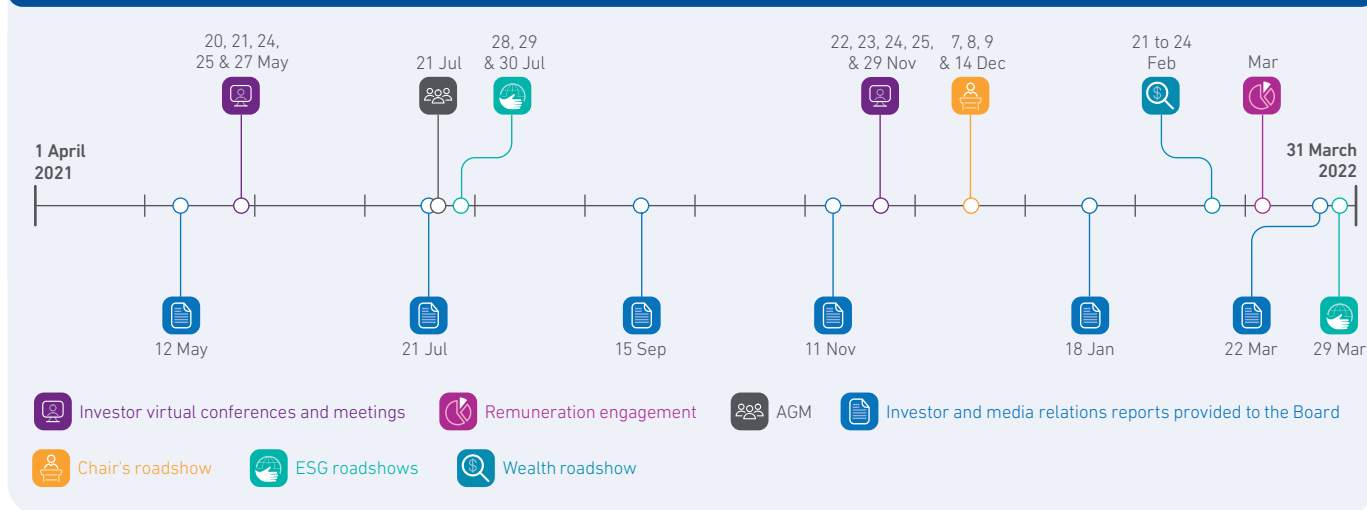 20, 21, 24,
25 & 27 May
21 Jul
28, 29
& 30 Jul
22, 23, 24, 25,
& 29 Nov
7, 8, 9
& 14 Dec
21 to 24
Feb
Mar
1 April
2021
31 March
2022
12 May
21 Jul
15 Sep
11 Nov
18 Jan
22 Mar
29 Mar
Investor virtual conferences and meetings
Remuneration engagement
AGM
Investor and media relations reports provided to the Board
Chair's roadshow
ESG roadshows
Wealth roadshow